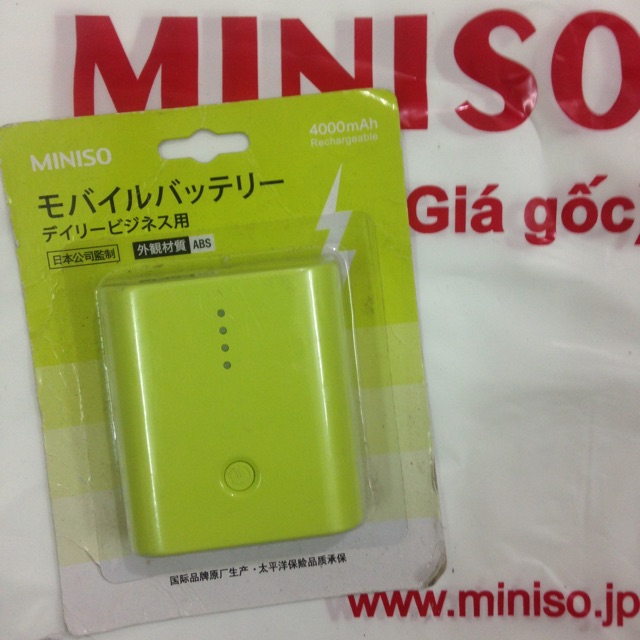 MINISO
Giá gốc,
www.miniso.jp
MINISO
4000mAh
Rechargeable
モバイルバッテリー
デイリービジネス用
日本公司監制
外観材質 ABS
国际品牌原厂生产·太平洋保险品质承保